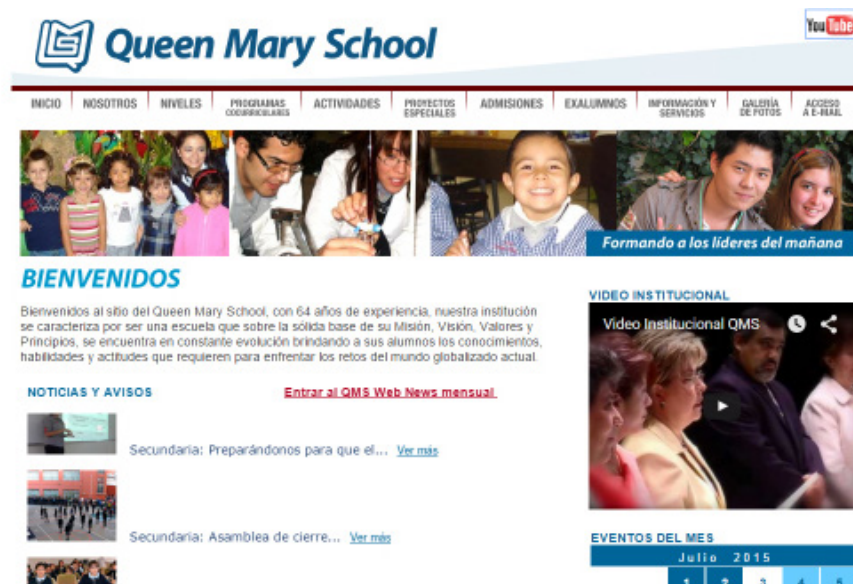 Queen Mary School
You Tube
INICIO
NOSOTROS
NIVELES
PROGRAMAS
COCURRICULARES
ACTIVIDADES
PROYECTOS
ESPECIALES
ADMISIONES
EXALUMNOS
INFORMACIÓN Y
SERVICIOS
GALERÍA
DE FOTOS
ACCESO
A E-MAIL
Formando a los líderes del mañana
BIENVENIDOS
Bienvenidos al sitio del Queen Mary School, con 64 años de experiencia, nuestra institución
se caracteriza por ser una escuela que sobre la sólida base de su Misión, Visión, Valores y
Principios, se encuentra en constante evolución brindando a sus alumnos los conocimientos,
habilidades y actitudes que requieren para enfrentar los retos del mundo globalizado actual.
NOTICIAS Y AVISOS
Entrar al QMS Web News mensual
Secundaria: Preparándonos para que el... Ver más
Secundaria: Asamblea de cierre... Ver más
VIDEO INSTITUCIONAL
Video Institucional QMS
EVENTOS DEL MES
Julio 2015
1 2 3 4 5